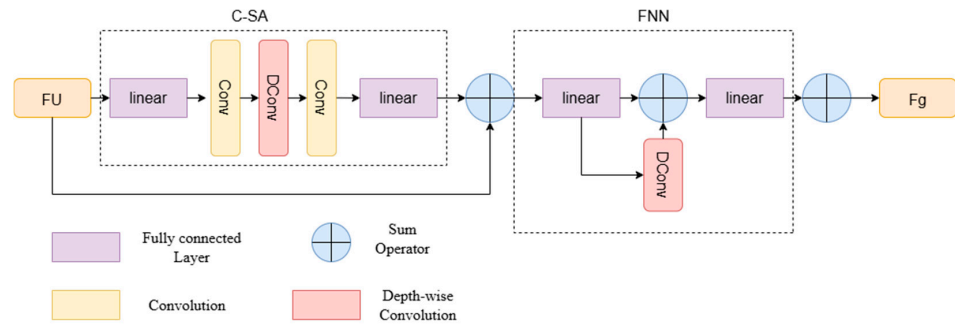 C-SA
FNN
FU
linear
Conv
DConv
Conv
linear
linear
linear
Fg
DConv
Fully connected
Layer
Sum
Operator
Convolution
Depth-wise
Convolution